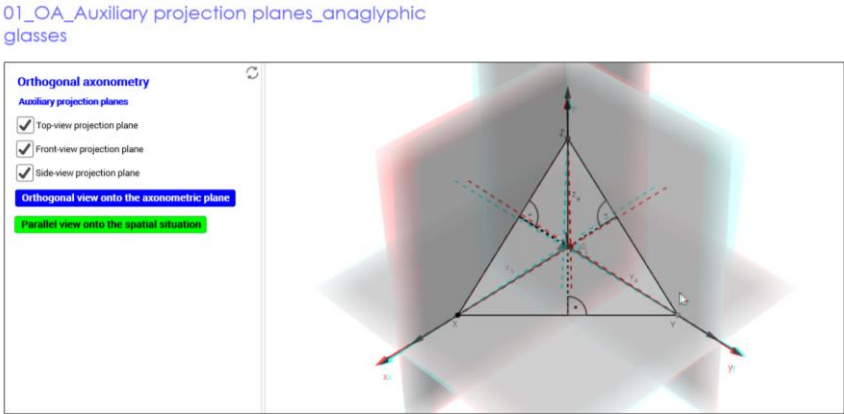 01_OA_Auxiliary projection planes_anaglyphic
glasses
Orthogonal axonometry
Auxiliary projection planes
Top-view projection plane
Front-view projection plane
Side-view projection plane
Orthogonal view onto the axonometric plane
Parallel view onto the spatial situation
Z
X
Y